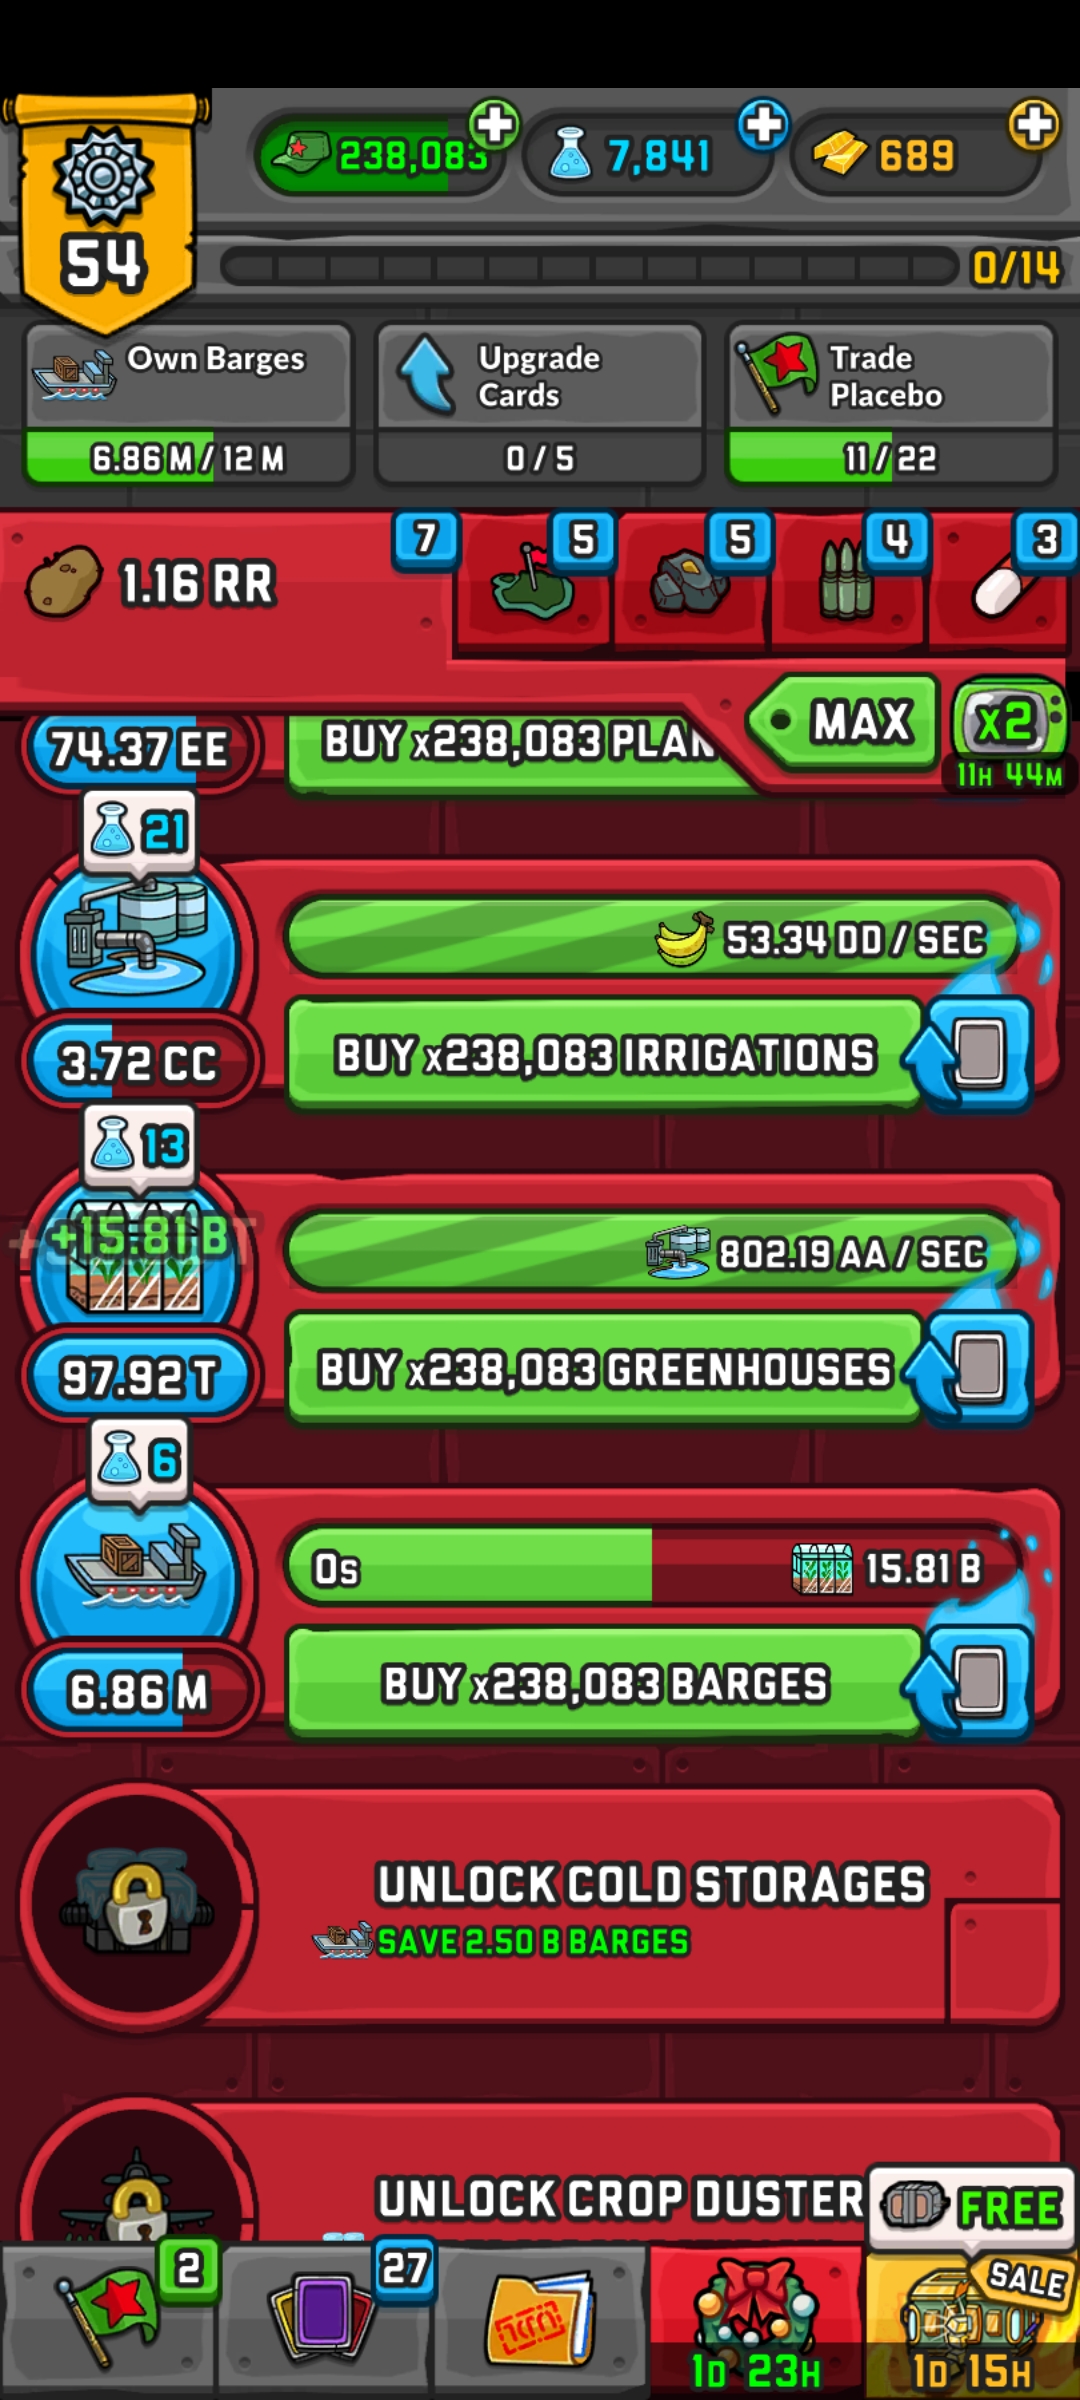 238,083
7,841
689
54
0/14
Own Barges
6.86 M / 12 M
Upgrade
Cards
0 / 5
Trade
Placebo
11 / 22
1.16 RR
7
5
5
4
3
MAX
x2
11H 44M
74.37 EE
BUY x238,083 PLAN
21
53.34 DD / SEC
3.72 CC
BUY x238,083 IRRIGATIONS
13
+15.81 B
802.19 AA / SEC
97.92 T
BUY x238,083 GREENHOUSES
6
0s
15.81 B
6.86 M
BUY x238,083 BARGES
UNLOCK COLD STORAGES
SAVE 2.50 B BARGES
UNLOCK CROP DUSTER
FREE
2
27
SALE
1D 23H
1D 15H